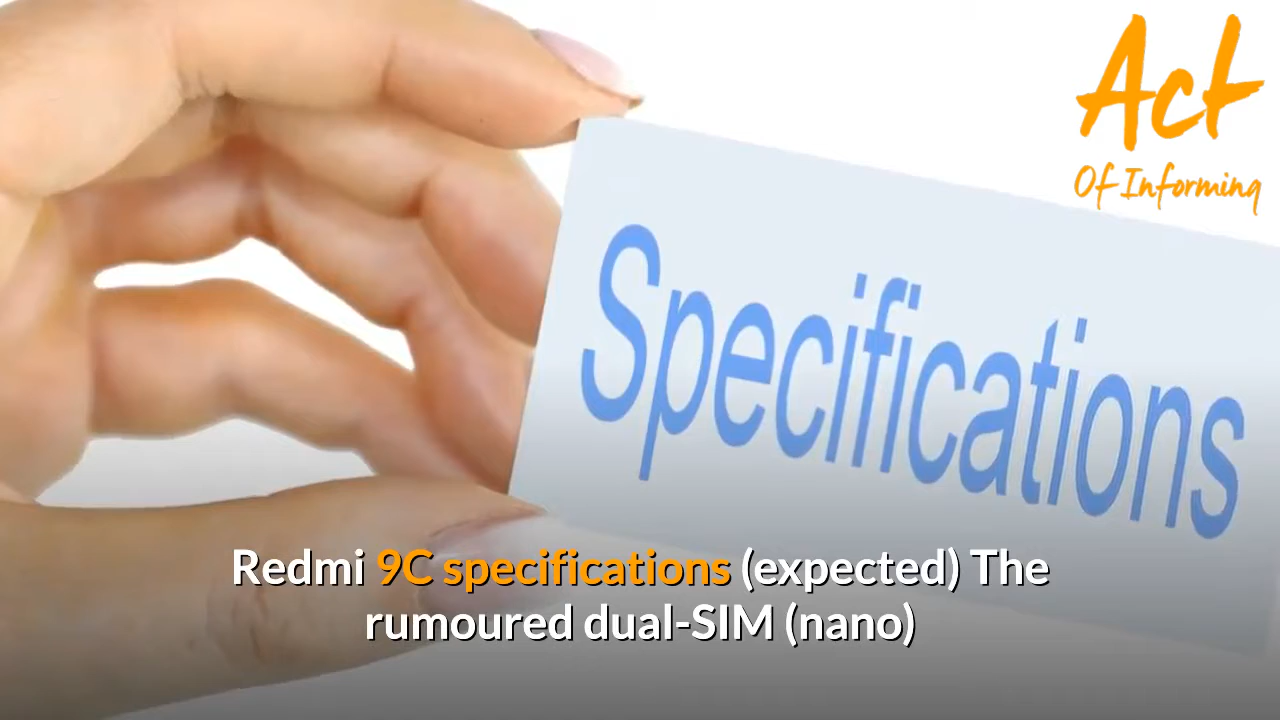 Act
Of Informing
Specifications
Redmi 9C specifications (expected) The
rumoured dual-SIM (nano)